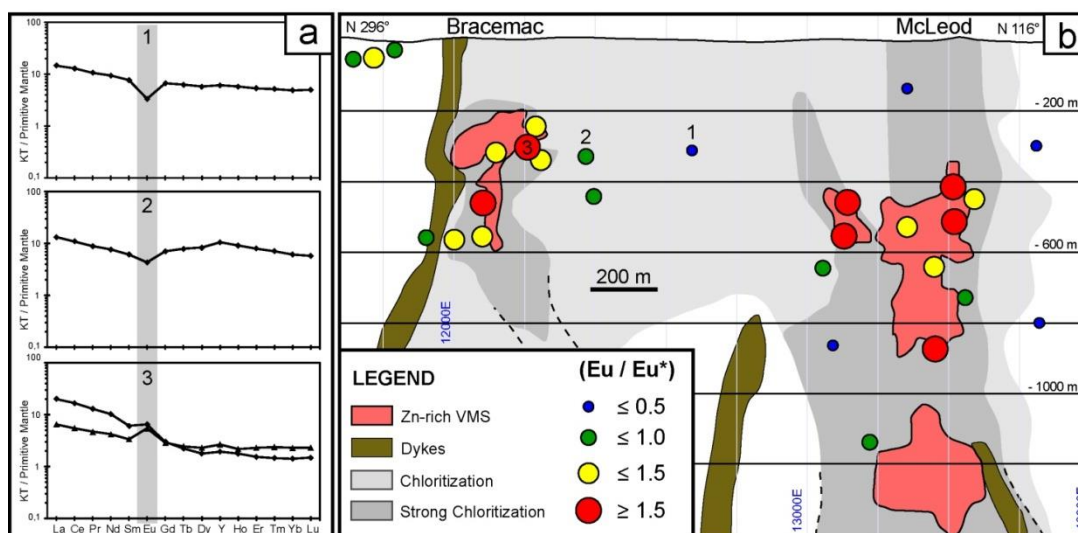 a
1
100
10
1
0,1
KT / Primitive Mantle
2
100
10
1
0,1
KT / Primitive Mantle
3
100
10
1
0,1
KT / Primitive Mantle
La Ce Pr Nd Sm Eu Gd Tb Dy Y Ho Er Tm Yb Lu
N 296° Bracemac McLeod N 116°
b
- 200 m
2 1
3
- 600 m
200 m
12000E
- 1000 m
13000E
LEGEND
Zn-rich VMS
Dykes
Chloritization
Strong Chloritization
(Eu / Eu*)
≤ 0.5
≤ 1.0
≤ 1.5
≥ 1.5